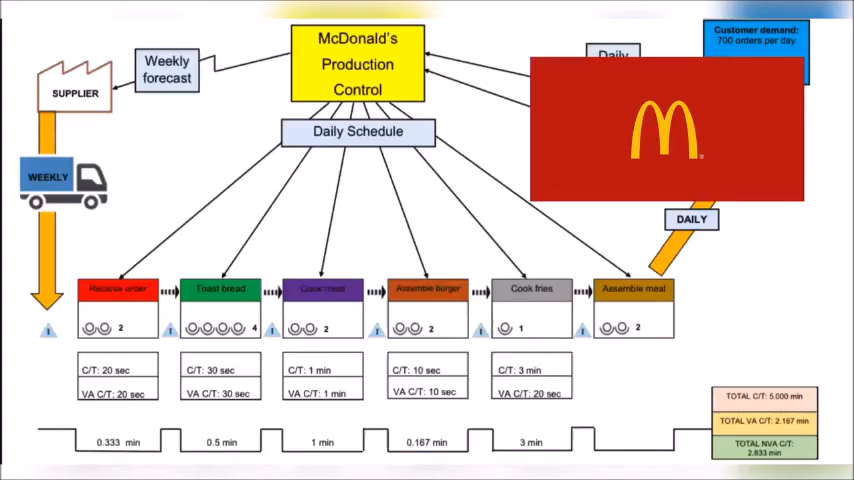 McDonald's
Production
Control
Weekly
forecast
Daily
Customer demand:
700 orders per day
SUPPLIER
Daily Schedule
WEEKLY
DAILY
Receive order
Toast bread
Cook meat
Assemble burger
Cook fries
Assemble meal
2
4
2
2
1
2
C/T: 20 sec
C/T: 30 sec
C/T: 1 min
C/T: 10 sec
C/T: 3 min
VA C/T: 20 sec
VA C/T: 30 sec
VA C/T: 1 min
VA C/T: 10 sec
VA C/T: 20 sec
0.333 min
0.5 min
1 min
0.167 min
3 min
TOTAL C/T: 5.000 min
TOTAL VA C/T: 2.167 min
TOTAL NVA C/T:
2.833 min